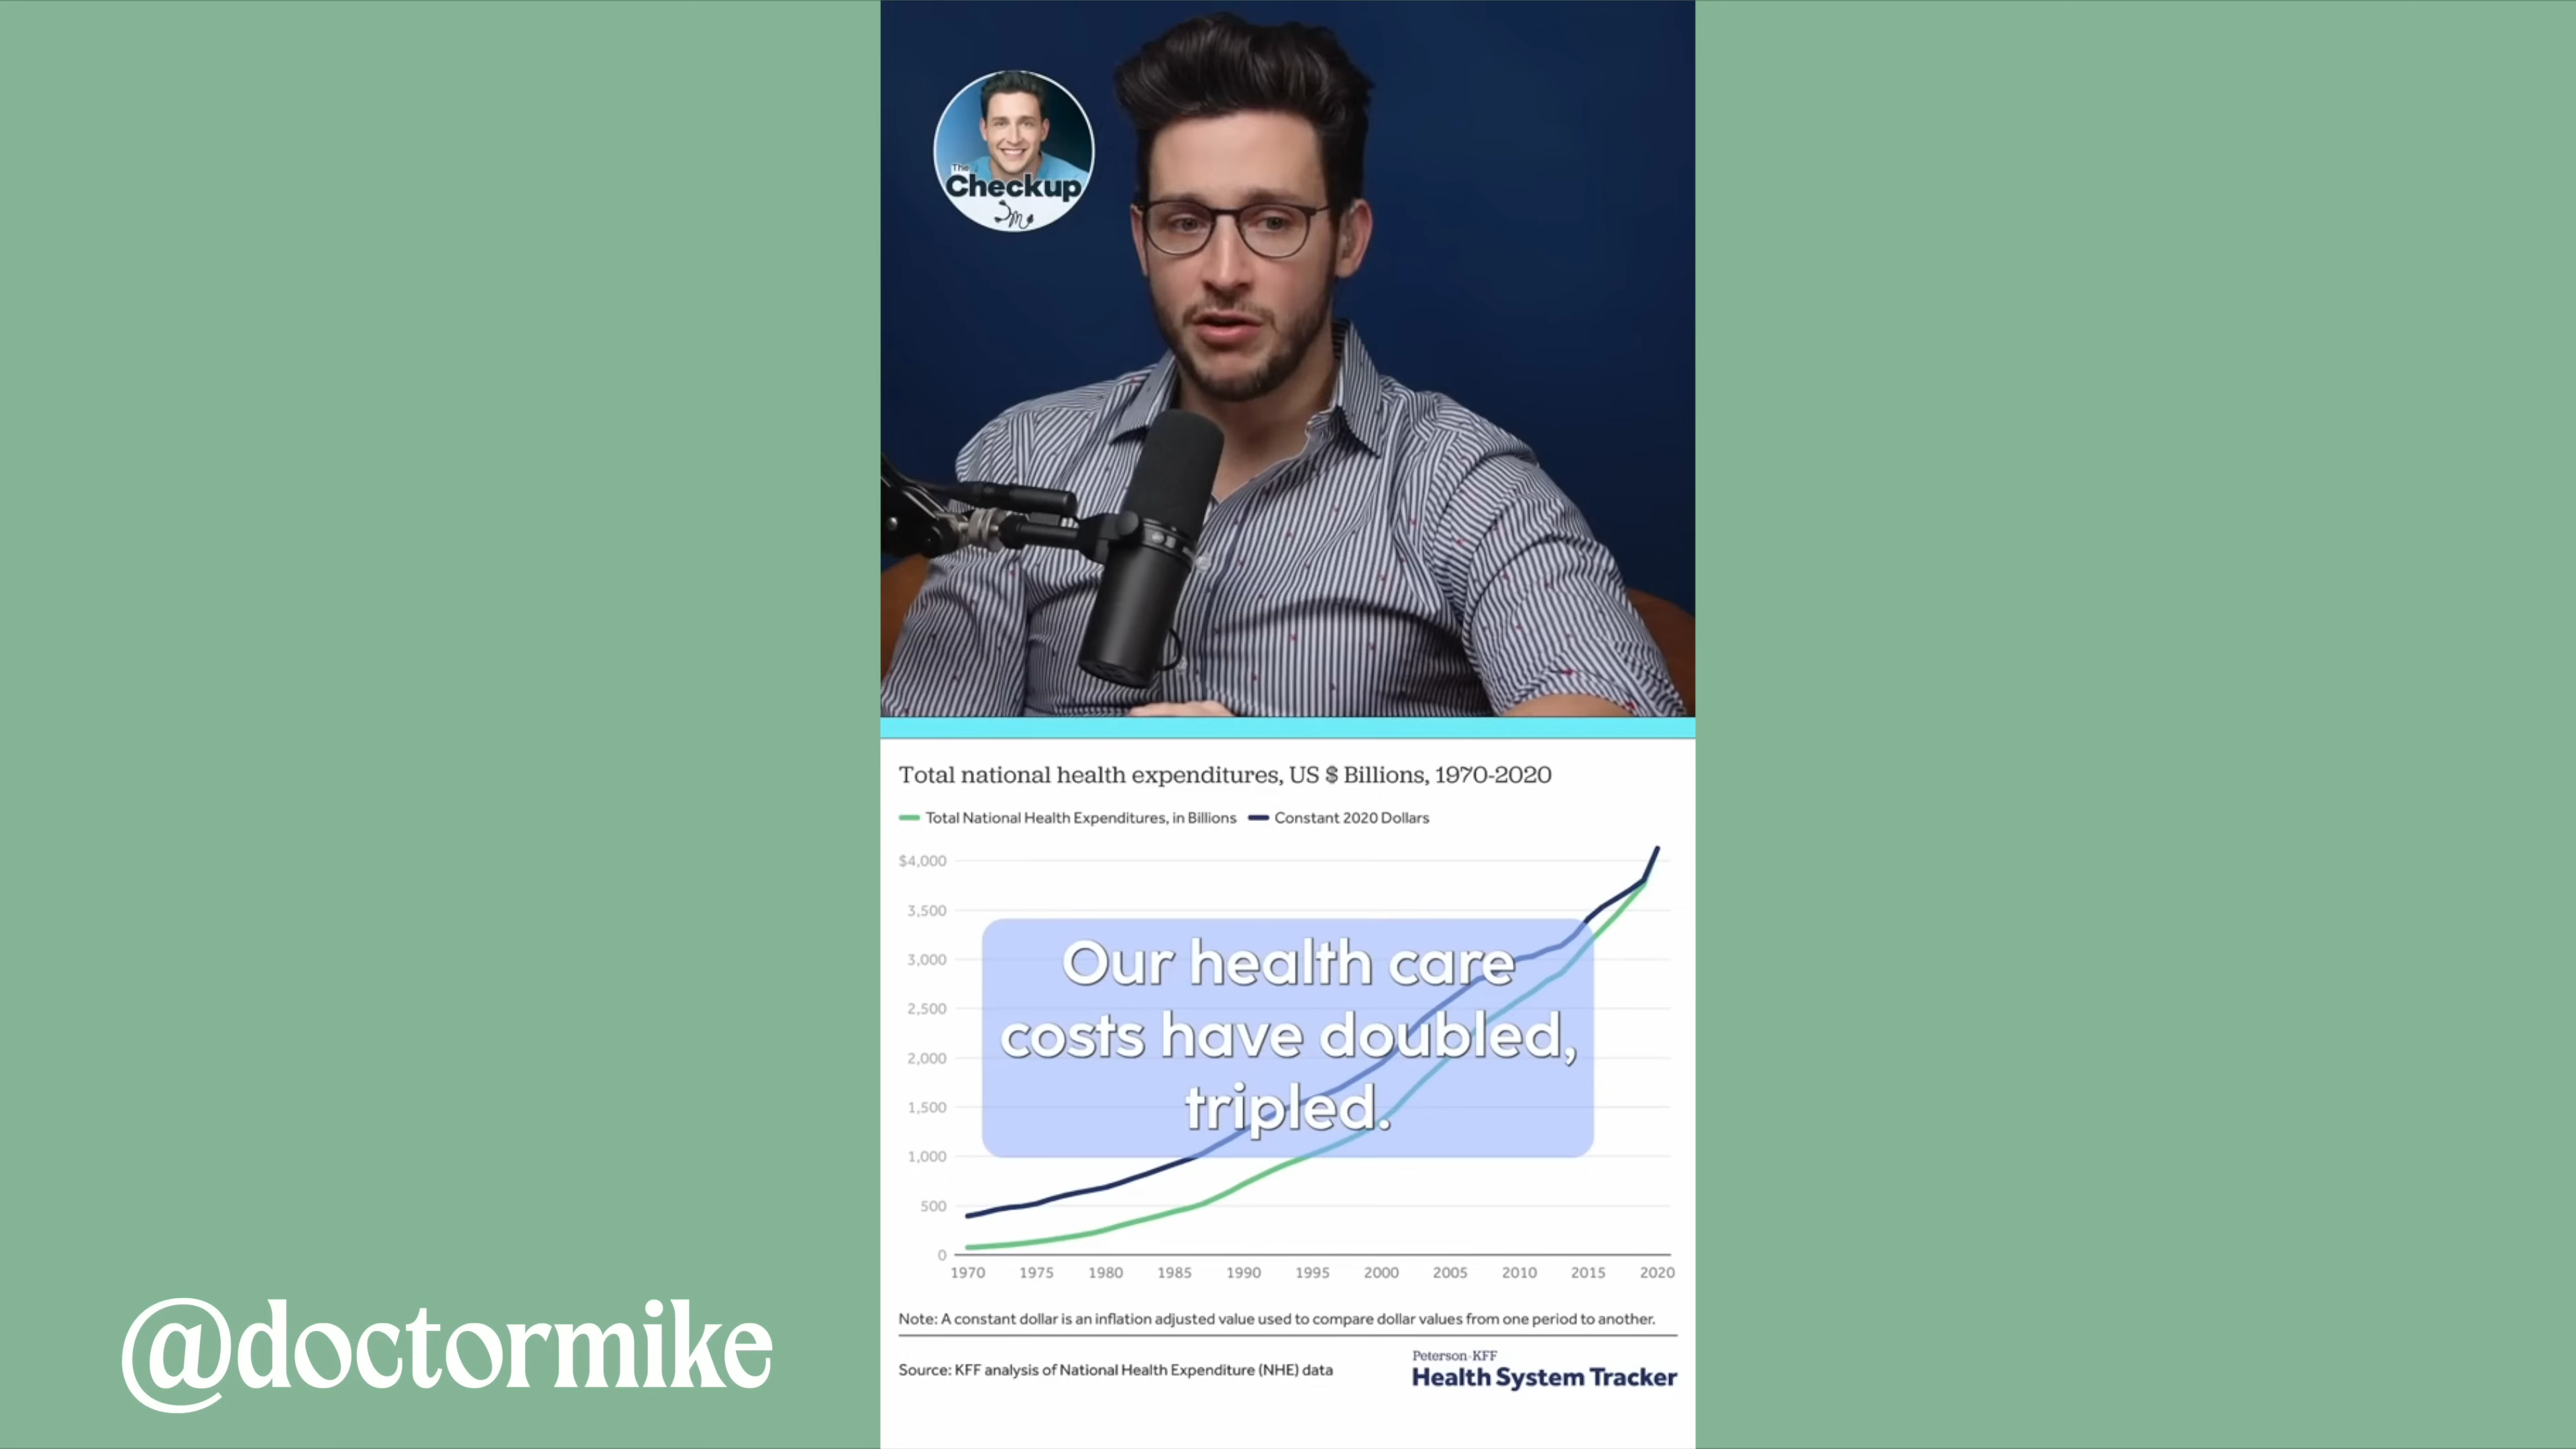 The
Checkup
Total national health expenditures, US $ Billions, 1970-2020
Total National Health Expenditures, in Billions Constant 2020 Dollars
$4,000
3,500
3,000
2,500
2,000
1,500
1,000
500
0
Our health care
costs have doubled,
tripled.
1970 1975 1980 1985 1990 1995 2000 2005 2010 2015 2020
Note: A constant dollar is an inflation adjusted value used to compare dollar values from one period to another.
Source: KFF analysis of National Health Expenditure (NHE) data
Peterson-KFF
Health System Tracker
@doctormike